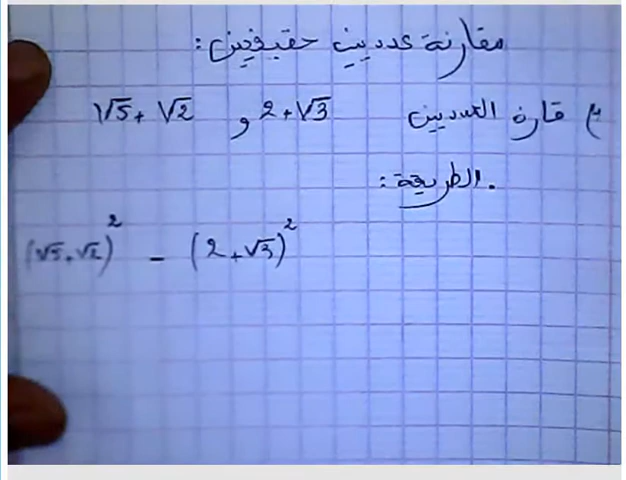 مقارنة عددين حقيقيين:
قارن العددين 2+√3 و √5+√2
. الطريقة:
(√5+√2)² - (2+√3)²